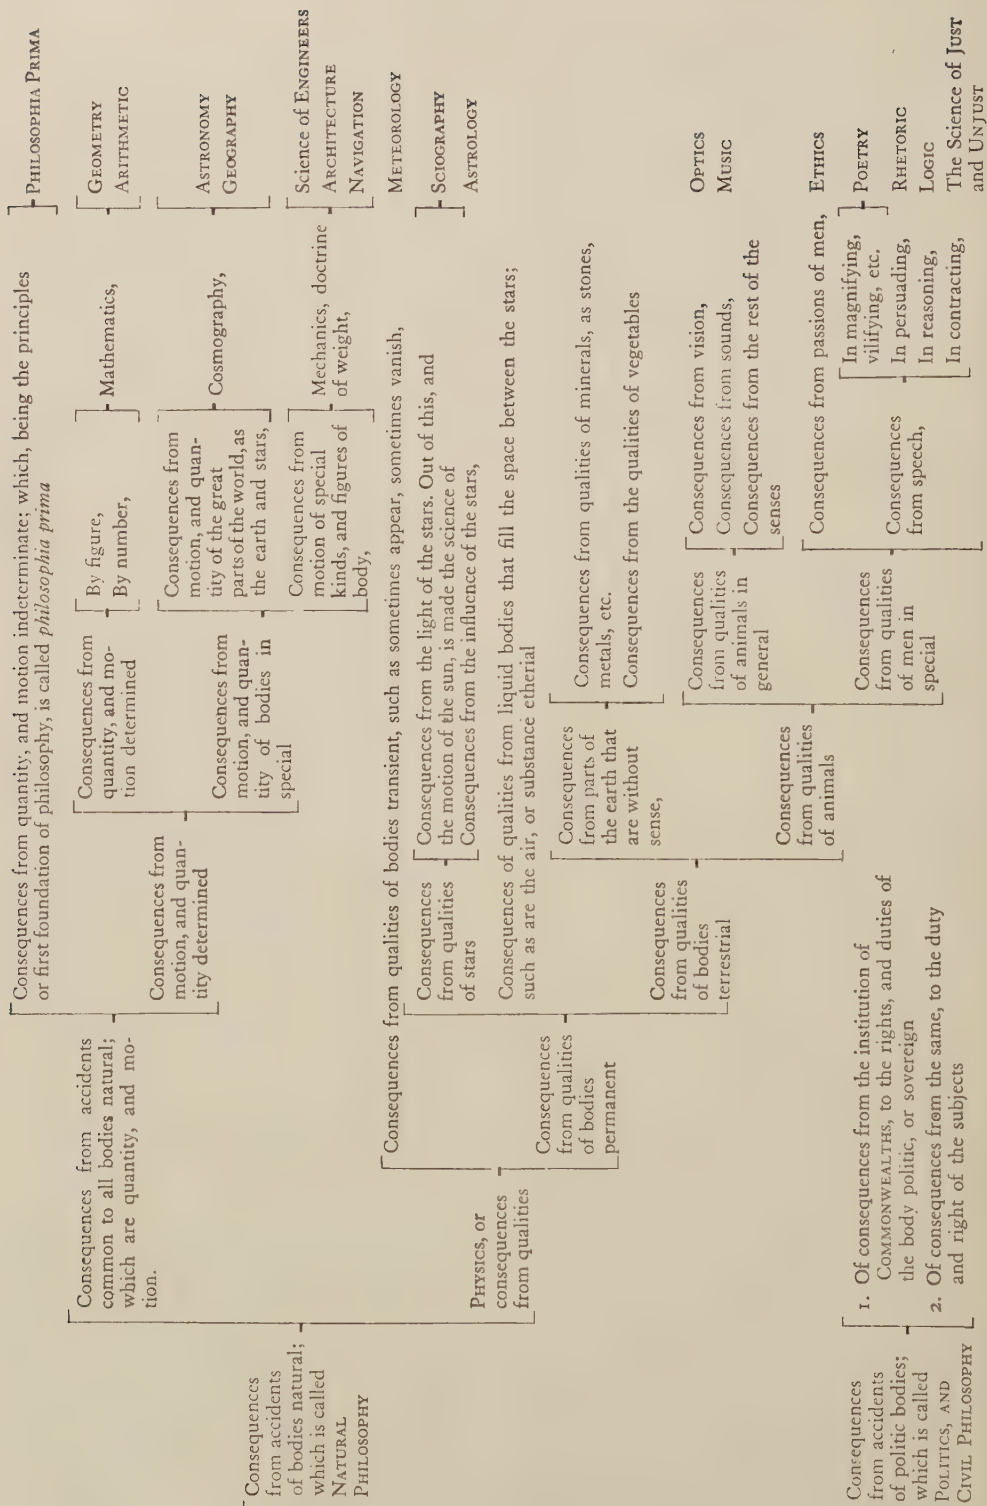 Consequences
from accidents
of bodies natural;
which is called
NATURAL
PHILOSOPHY
Consequences from accidents
common to all bodies natural;
which are quantity, and mo-
tion.
Consequences from quantity, and motion indeterminate; which, being the principles
or first foundation of philosophy, is called philosophia prima
PHILOSOPHIA PRIMA
Consequences from
motion, and quan-
tity determined
Consequences from
quantity, and mo-
tion determined
By figure,
By number,
Mathematics,
GEOMETRY
ARITHMETIC
Consequences from
motion, and quan-
tity of bodies in
special
Consequences from
motion, and quan-
tity of the great
parts of the world, as
the earth and stars,
Cosmography,
ASTRONOMY
GEOGRAPHY
Consequences from
motion of special
kinds, and figures of
body,
Mechanics, doctrine
of weight,
Science of ENGINEERS
ARCHITECTURE
NAVIGATION
PHYSICS, or
consequences
from qualities
Consequences from qualities of bodies transient, such as sometimes appear, sometimes vanish,
METEOROLOGY
Consequences
from qualities
of bodies
permanent
Consequences
from qualities
of stars
Consequences from the light of the stars. Out of this, and
the motion of the sun, is made the science of
SCIOGRAPHY
Consequences from the influence of the stars,
ASTROLOGY
Consequences of qualities from liquid bodies that fill the space between the stars;
such as are the air, or substance etherial
Consequences
from qualities
of bodies
terrestrial
Consequences
from parts of
the earth that
are without
sense,
Consequences from qualities of minerals, as stones,
metals, etc.
Consequences from the qualities of vegetables
Consequences
from qualities
of animals
Consequences
from qualities
of animals in
general
Consequences from vision,
OPTICS
Consequences from sounds,
MUSIC
Consequences from the rest of the
senses
Consequences
from qualities
of men in
special
Consequences from passions of men,
ETHICS
Consequences
from speech,
In magnifying,
vilifying, etc.
POETRY
In persuading,
RHETORIC
In reasoning,
LOGIC
In contracting,
The Science of JUST
and UNJUST
Consequences
from accidents
of politic bodies;
which is called
POLITICS, AND
CIVIL PHILOSOPHY
1. Of consequences from the institution of
COMMONWEALTHS, to the rights, and duties of
the body politic, or sovereign
2. Of consequences from the same, to the duty
and right of the subjects